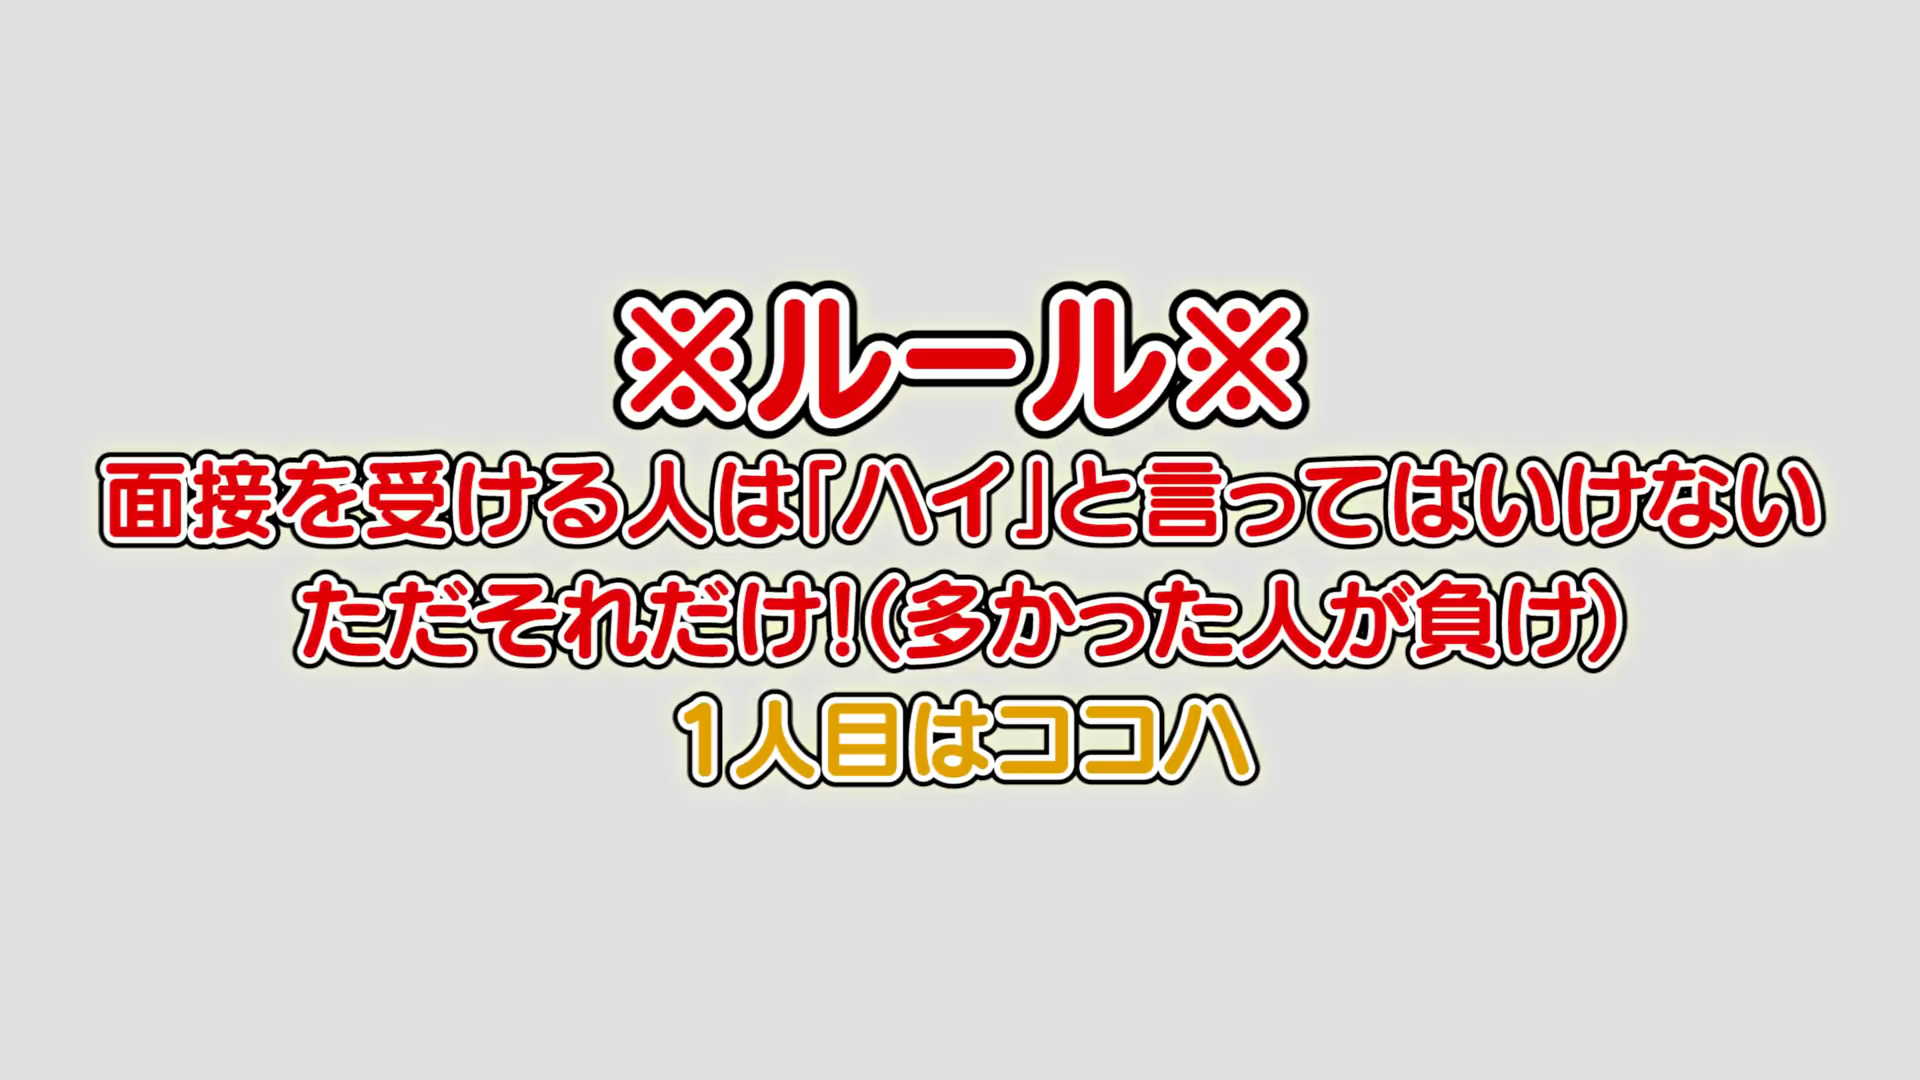 ※ルール※
面接を受ける人は「ハイ」と言ってはいけない
ただそれだけ！（多かった人が負け）
1人目はココハ